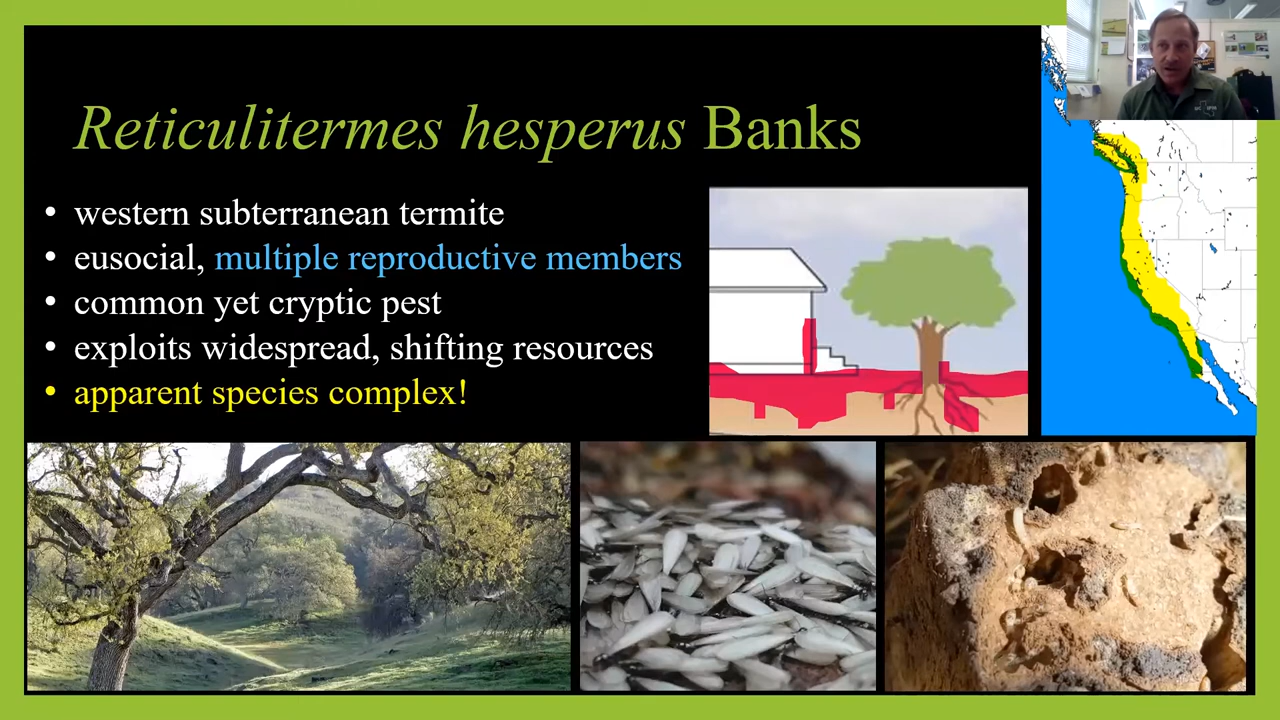 Reticulitermes hesperus Banks
• western subterranean termite
• eusocial, multiple reproductive members
• common yet cryptic pest
• exploits widespread, shifting resources
• apparent species complex!